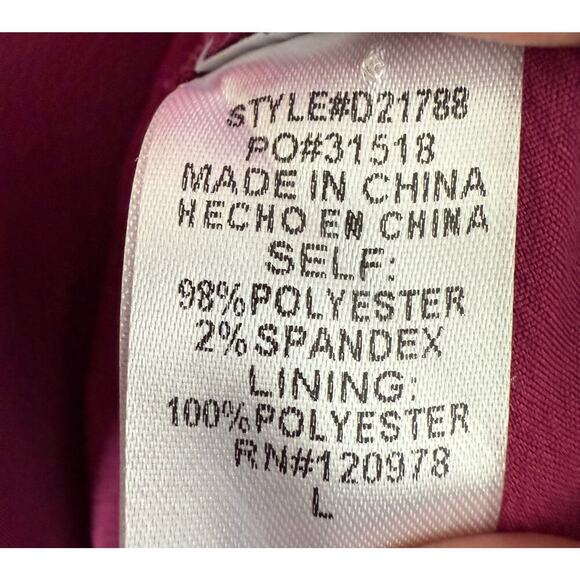 STYLE#D21788
PO#31518
MADE IN CHINA
HECHO EN CHINA
SELF:
98%POLYESTER
2%SPANDEX
LINING:
100%POLYESTER
RN#120978
L